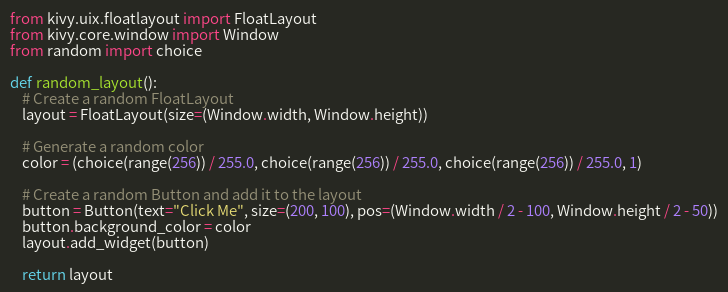 from kivy.uix.floatlayout import FloatLayout
from kivy.core.window import Window
from random import choice

def random_layout():
    # Create a random FloatLayout
    layout = FloatLayout(size=(Window.width, Window.height))

    # Generate a random color
    color = (choice(range(256)) / 255.0, choice(range(256)) / 255.0, choice(range(256)) / 255.0, 1)

    # Create a random Button and add it to the layout
    button = Button(text="Click Me", size=(200, 100), pos=(Window.width / 2 - 100, Window.height / 2 - 50))
    button.background_color = color
    layout.add_widget(button)

    return layout